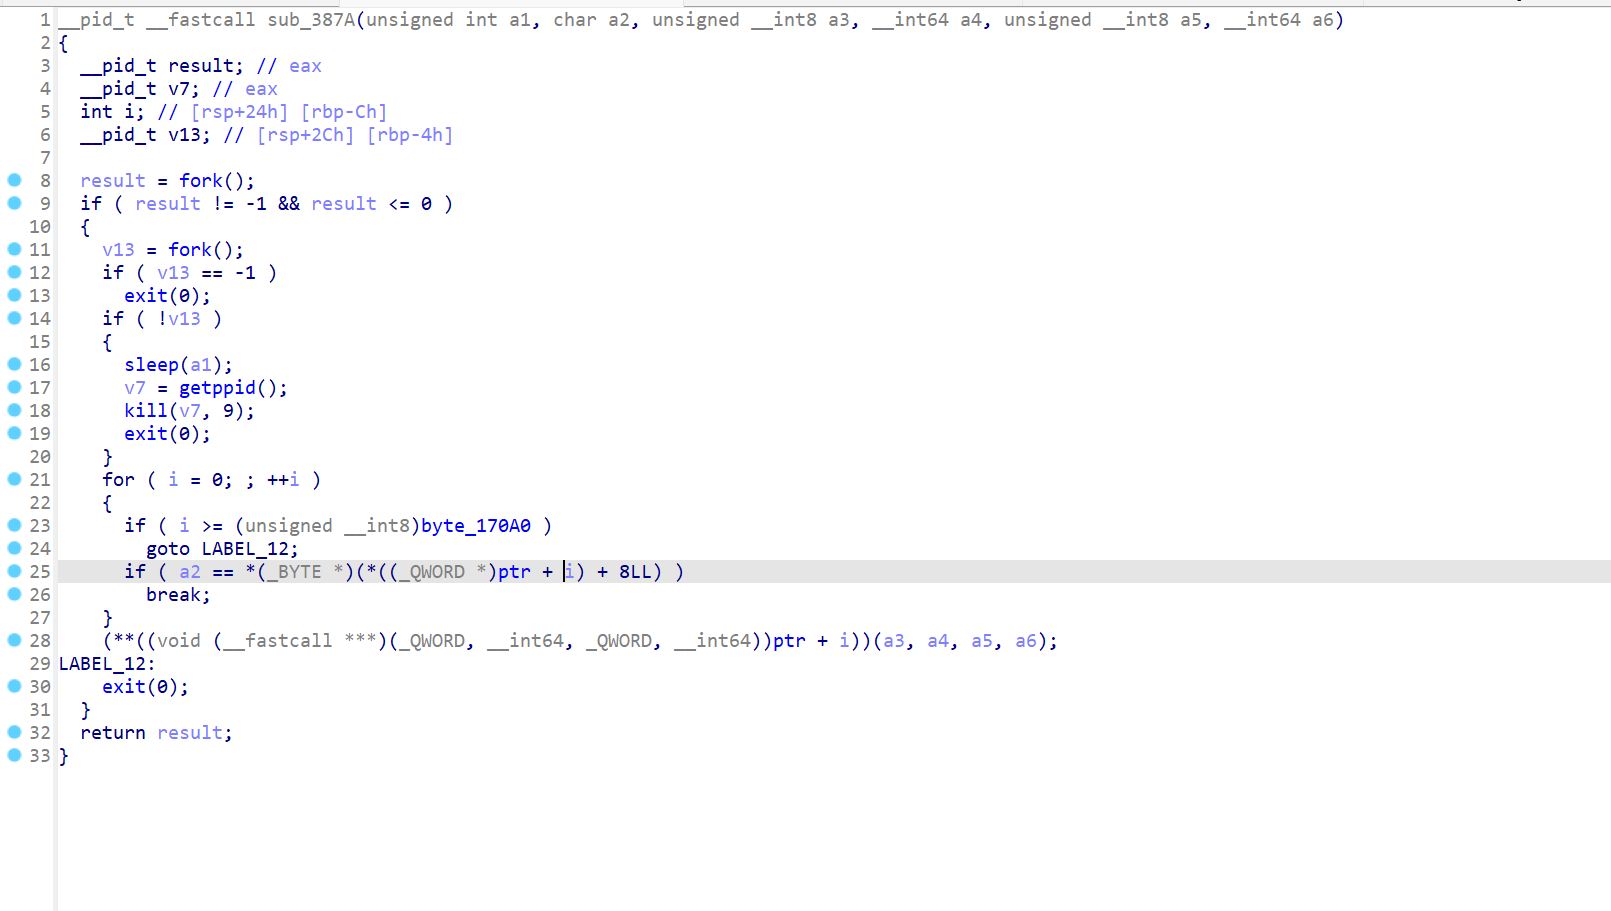 1 __pid_t __fastcall sub_387A(unsigned int a1, char a2, unsigned __int8 a3, __int64 a4, unsigned __int8 a5, __int64 a6)
2 {
3   __pid_t result; // eax
4   __pid_t v7; // eax
5   int i; // [rsp+24h] [rbp-Ch]
6   __pid_t v13; // [rsp+2Ch] [rbp-4h]
7
8   result = fork();
9   if ( result != -1 && result <= 0 )
10   {
11     v13 = fork();
12     if ( v13 == -1 )
13       exit(0);
14     if ( !v13 )
15     {
16       sleep(a1);
17       v7 = getppid();
18       kill(v7, 9);
19       exit(0);
20     }
21     for ( i = 0; ; ++i )
22     {
23       if ( i >= (unsigned __int8)byte_170A0 )
24         goto LABEL_12;
25       if ( a2 == *(_BYTE *)(*((_QWORD *)ptr + i) + 8LL) )
26         break;
27     }
28     (**((void (__fastcall ***)(_QWORD, __int64, _QWORD, __int64))ptr + i))(a3, a4, a5, a6);
29 LABEL_12:
30     exit(0);
31   }
32   return result;
33 }